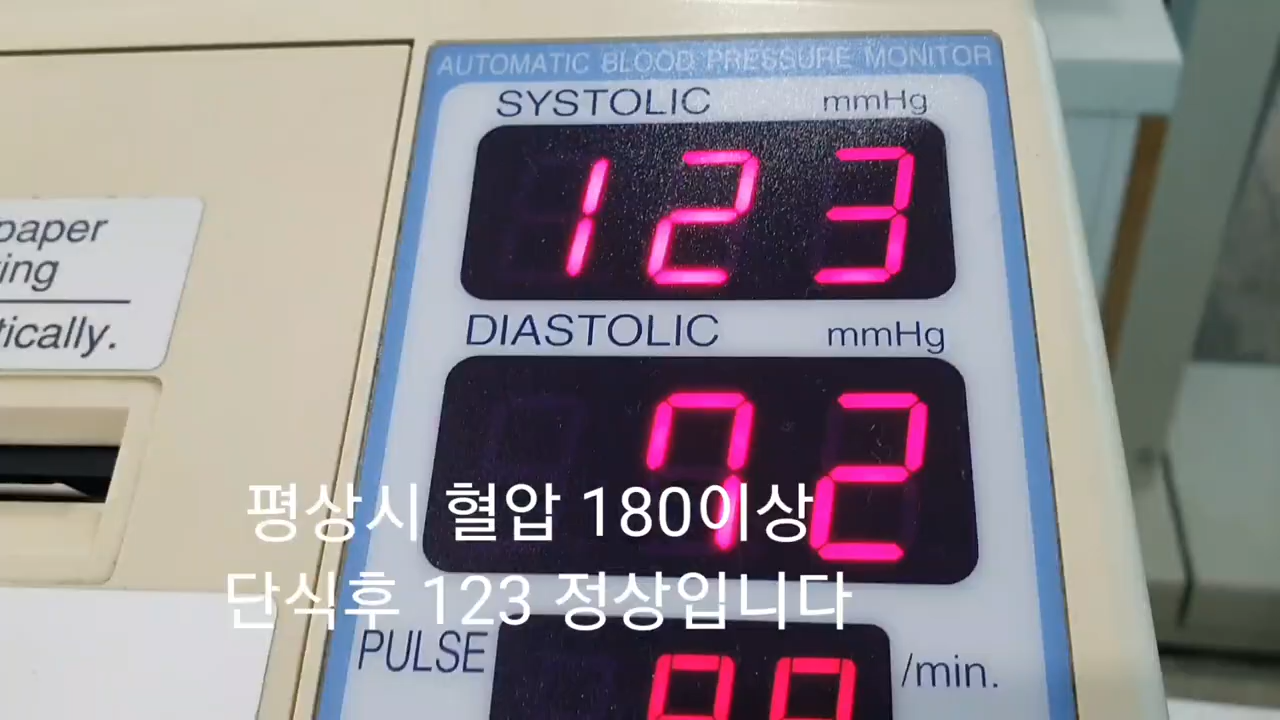 AUTOMATIC BLOOD PRESSURE MONITOR
SYSTOLIC mmHg
123
paper
ing
tically.
DIASTOLIC mmHg
72
평상시 혈압 180이상
단식후 123 정상입니다
PULSE /min.